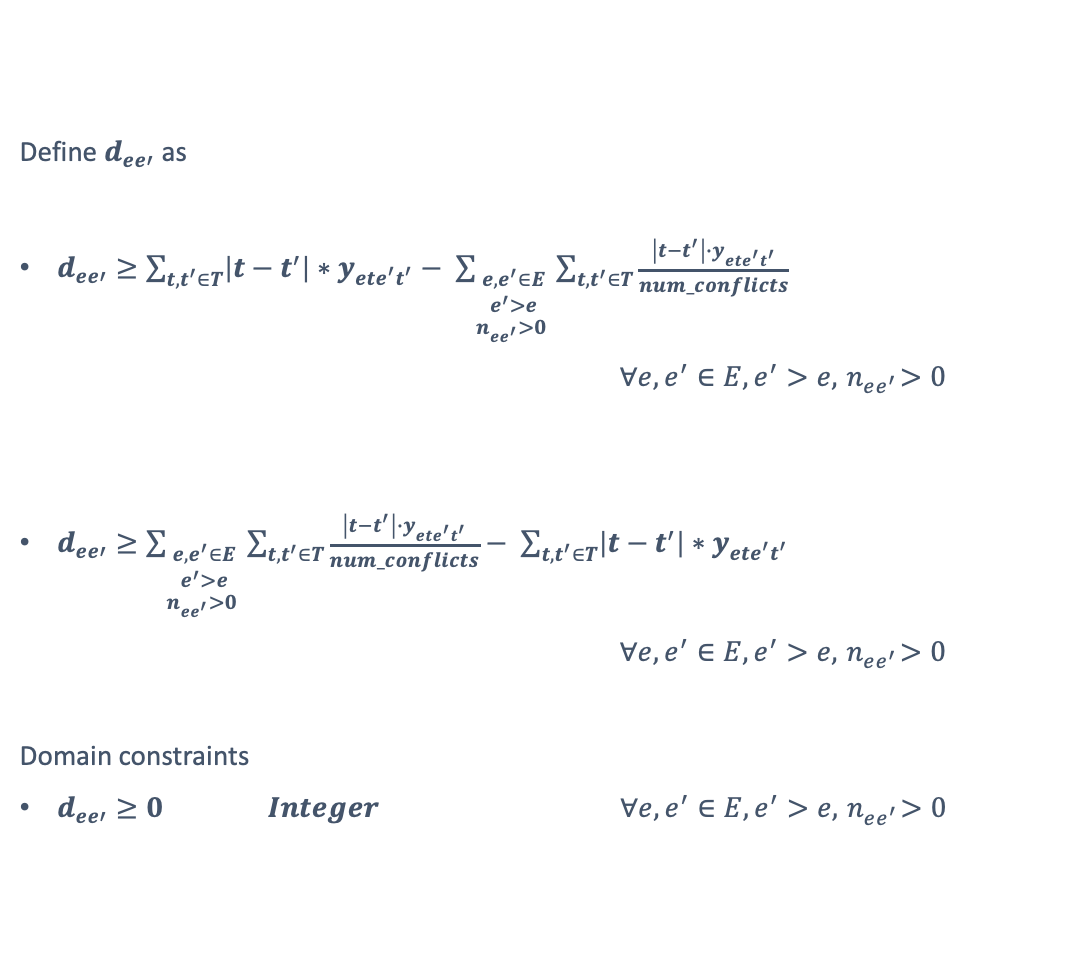 Define d_{ee′} as
• d_{ee′} ≥ ∑_{t,t′∈T}|t − t′| ∗ y_{ete′t′} − ∑_{e,e′∈E e′>e n_{ee′}>0} ∑_{t,t′∈T} \frac{|t−t′|·y_{ete′t′}}{num_conflicts}
∀e, e′ ∈ E, e′ > e, n_{ee′} > 0
• d_{ee′} ≥ ∑_{e,e′∈E e′>e n_{ee′}>0} ∑_{t,t′∈T} \frac{|t−t′|·y_{ete′t′}}{num_conflicts} − ∑_{t,t′∈T}|t − t′| ∗ y_{ete′t′}
∀e, e′ ∈ E, e′ > e, n_{ee′} > 0
Domain constraints
• d_{ee′} ≥ 0 Integer ∀e, e′ ∈ E, e′ > e, n_{ee′} > 0